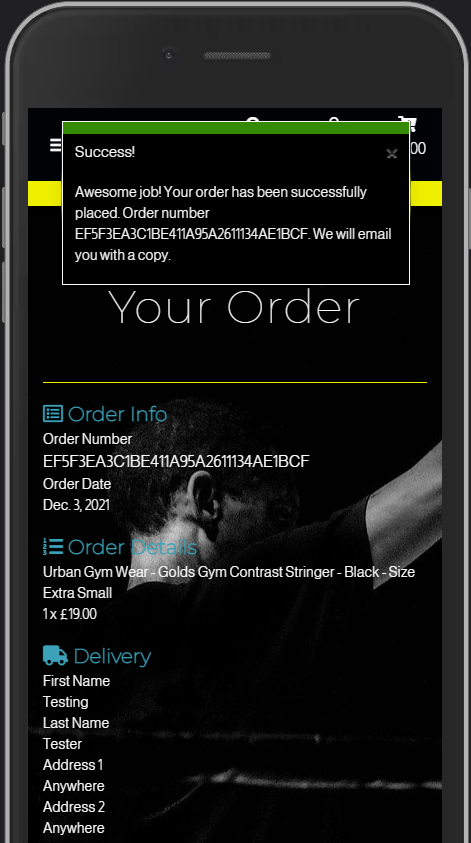 00
Success!
×
Awesome job! Your order has been successfully
placed. Order number
EF5F3EA3C1BE411A95A2611134AE1BCF. We will email
you with a copy.
Your Order
Order Info
Order Number
EF5F3EA3C1BE411A95A2611134AE1BCF
Order Date
Dec. 3, 2021
Order Details
Urban Gym Wear - Golds Gym Contrast Stringer - Black - Size
Extra Small
1 x £19.00
Delivery
First Name
Testing
Last Name
Tester
Address 1
Anywhere
Address 2
Anywhere